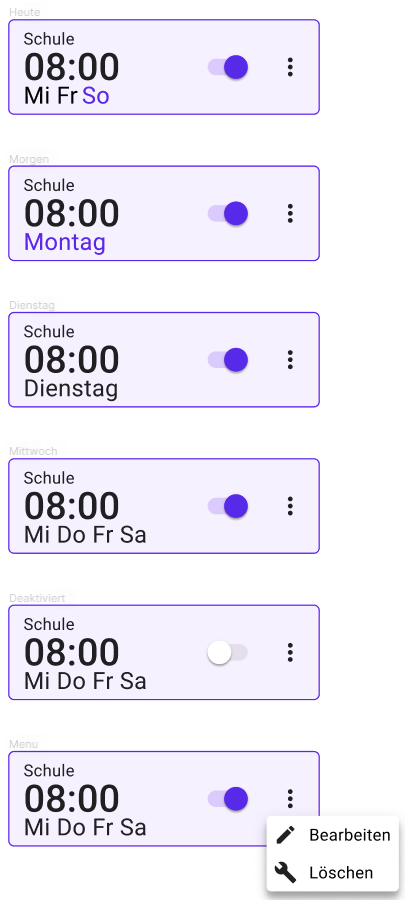 Heute
Schule
08:00
Mi Fr So
Morgen
Schule
08:00
Montag
Dienstag
Schule
08:00
Dienstag
Mittwoch
Schule
08:00
Mi Do Fr Sa
Deaktiviert
Schule
08:00
Mi Do Fr Sa
Menu
Schule
08:00
Mi Do Fr Sa
Bearbeiten
Löschen